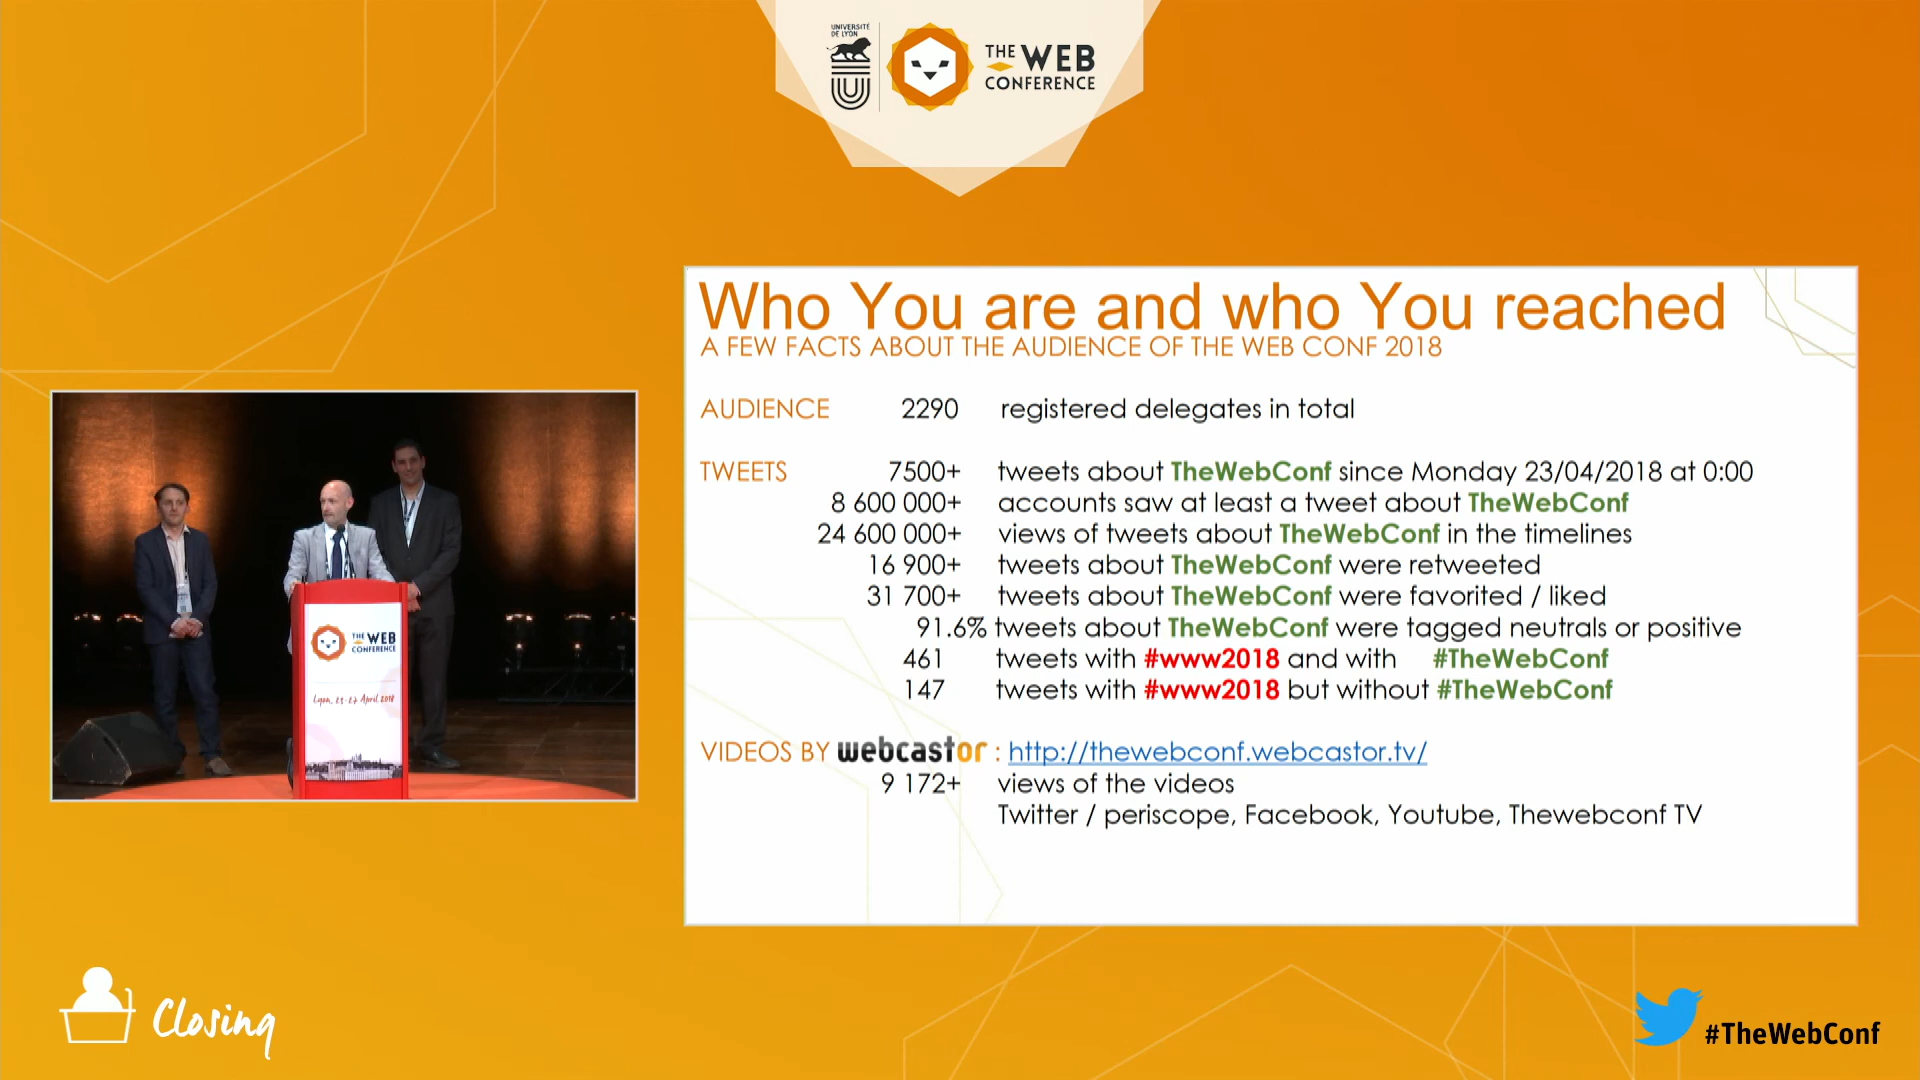 UNIVERSITÉ
DE LYON
THE WEB
CONFERENCE
Who You are and who You reached
A FEW FACTS ABOUT THE AUDIENCE OF THE WEB CONF 2018
AUDIENCE 2290 registered delegates in total
TWEETS 7500+ tweets about TheWebConf since Monday 23/04/2018 at 0:00
8 600 000+ accounts saw at least a tweet about TheWebConf
24 600 000+ views of tweets about TheWebConf in the timelines
16 900+ tweets about TheWebConf were retweeted
31 700+ tweets about TheWebConf were favorited / liked
91.6% tweets about TheWebConf were tagged neutrals or positive
461 tweets with #www2018 and with #TheWebConf
147 tweets with #www2018 but without #TheWebConf
VIDEOS BY webcastor : http://thewebconf.webcastor.tv/
9 172+ views of the videos
Twitter / periscope, Facebook, Youtube, Thewebconf TV
THE WEB
CONFERENCE
Lyon, 23-27 April 2018
Closing
#TheWebConf